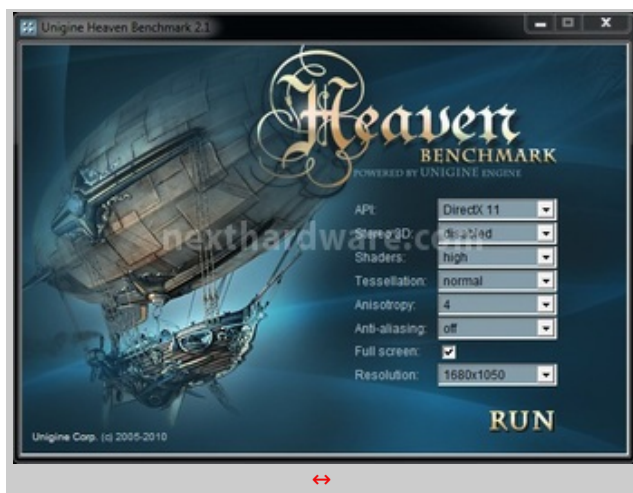 Unigine Heaven Benchmark 2.1
Heaven
BENCHMARK
POWERED BY UNIGINE ENGINE
API: DirectX 11
Stereo 3D: disabled
nexthardware.com
Shaders: high
Tessellation: normal
Anisotropy: 4
Anti-aliasing: off
Full screen:
Resolution: 1680x1050
RUN
Unigine Corp. (c) 2005-2010